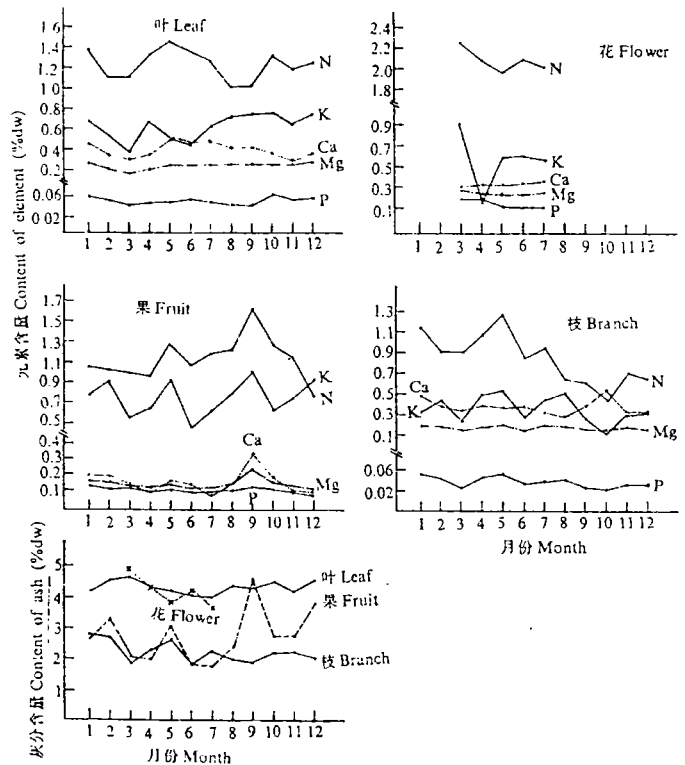 元素含量 Content of element (%dw)
叶 Leaf
1.6
1.4
1.2
1.0
0.8
0.6
0.4
0.2
0.06
0.02
N
K
Ca
Mg
P
1 2 3 4 5 6 7 8 9 10 11 12
花 Flower
2.4
2.2
2.0
1.8
0.9
0.7
0.5
0.3
0.1
N
K
Ca
Mg
P
1 2 3 4 5 6 7 8 9 10 11 12
果 Fruit
1.7
1.5
1.3
1.1
0.9
0.7
0.5
0.4
0.3
0.2
0.1
K
N
Ca
Mg
P
1 2 3 4 5 6 7 8 9 10 11 12
枝 Branch
1.3
1.1
0.9
0.7
0.5
0.3
0.1
0.06
0.02
N
Ca
K
Mg
P
1 2 3 4 5 6 7 8 9 10 11 12
月份 Month
灰分含量 Content of ash (%dw)
5
4
3
2
1
叶 Leaf
果 Fruit
花 Flower
枝 Branch
1 2 3 4 5 6 7 8 9 10 11 12
月份 Month